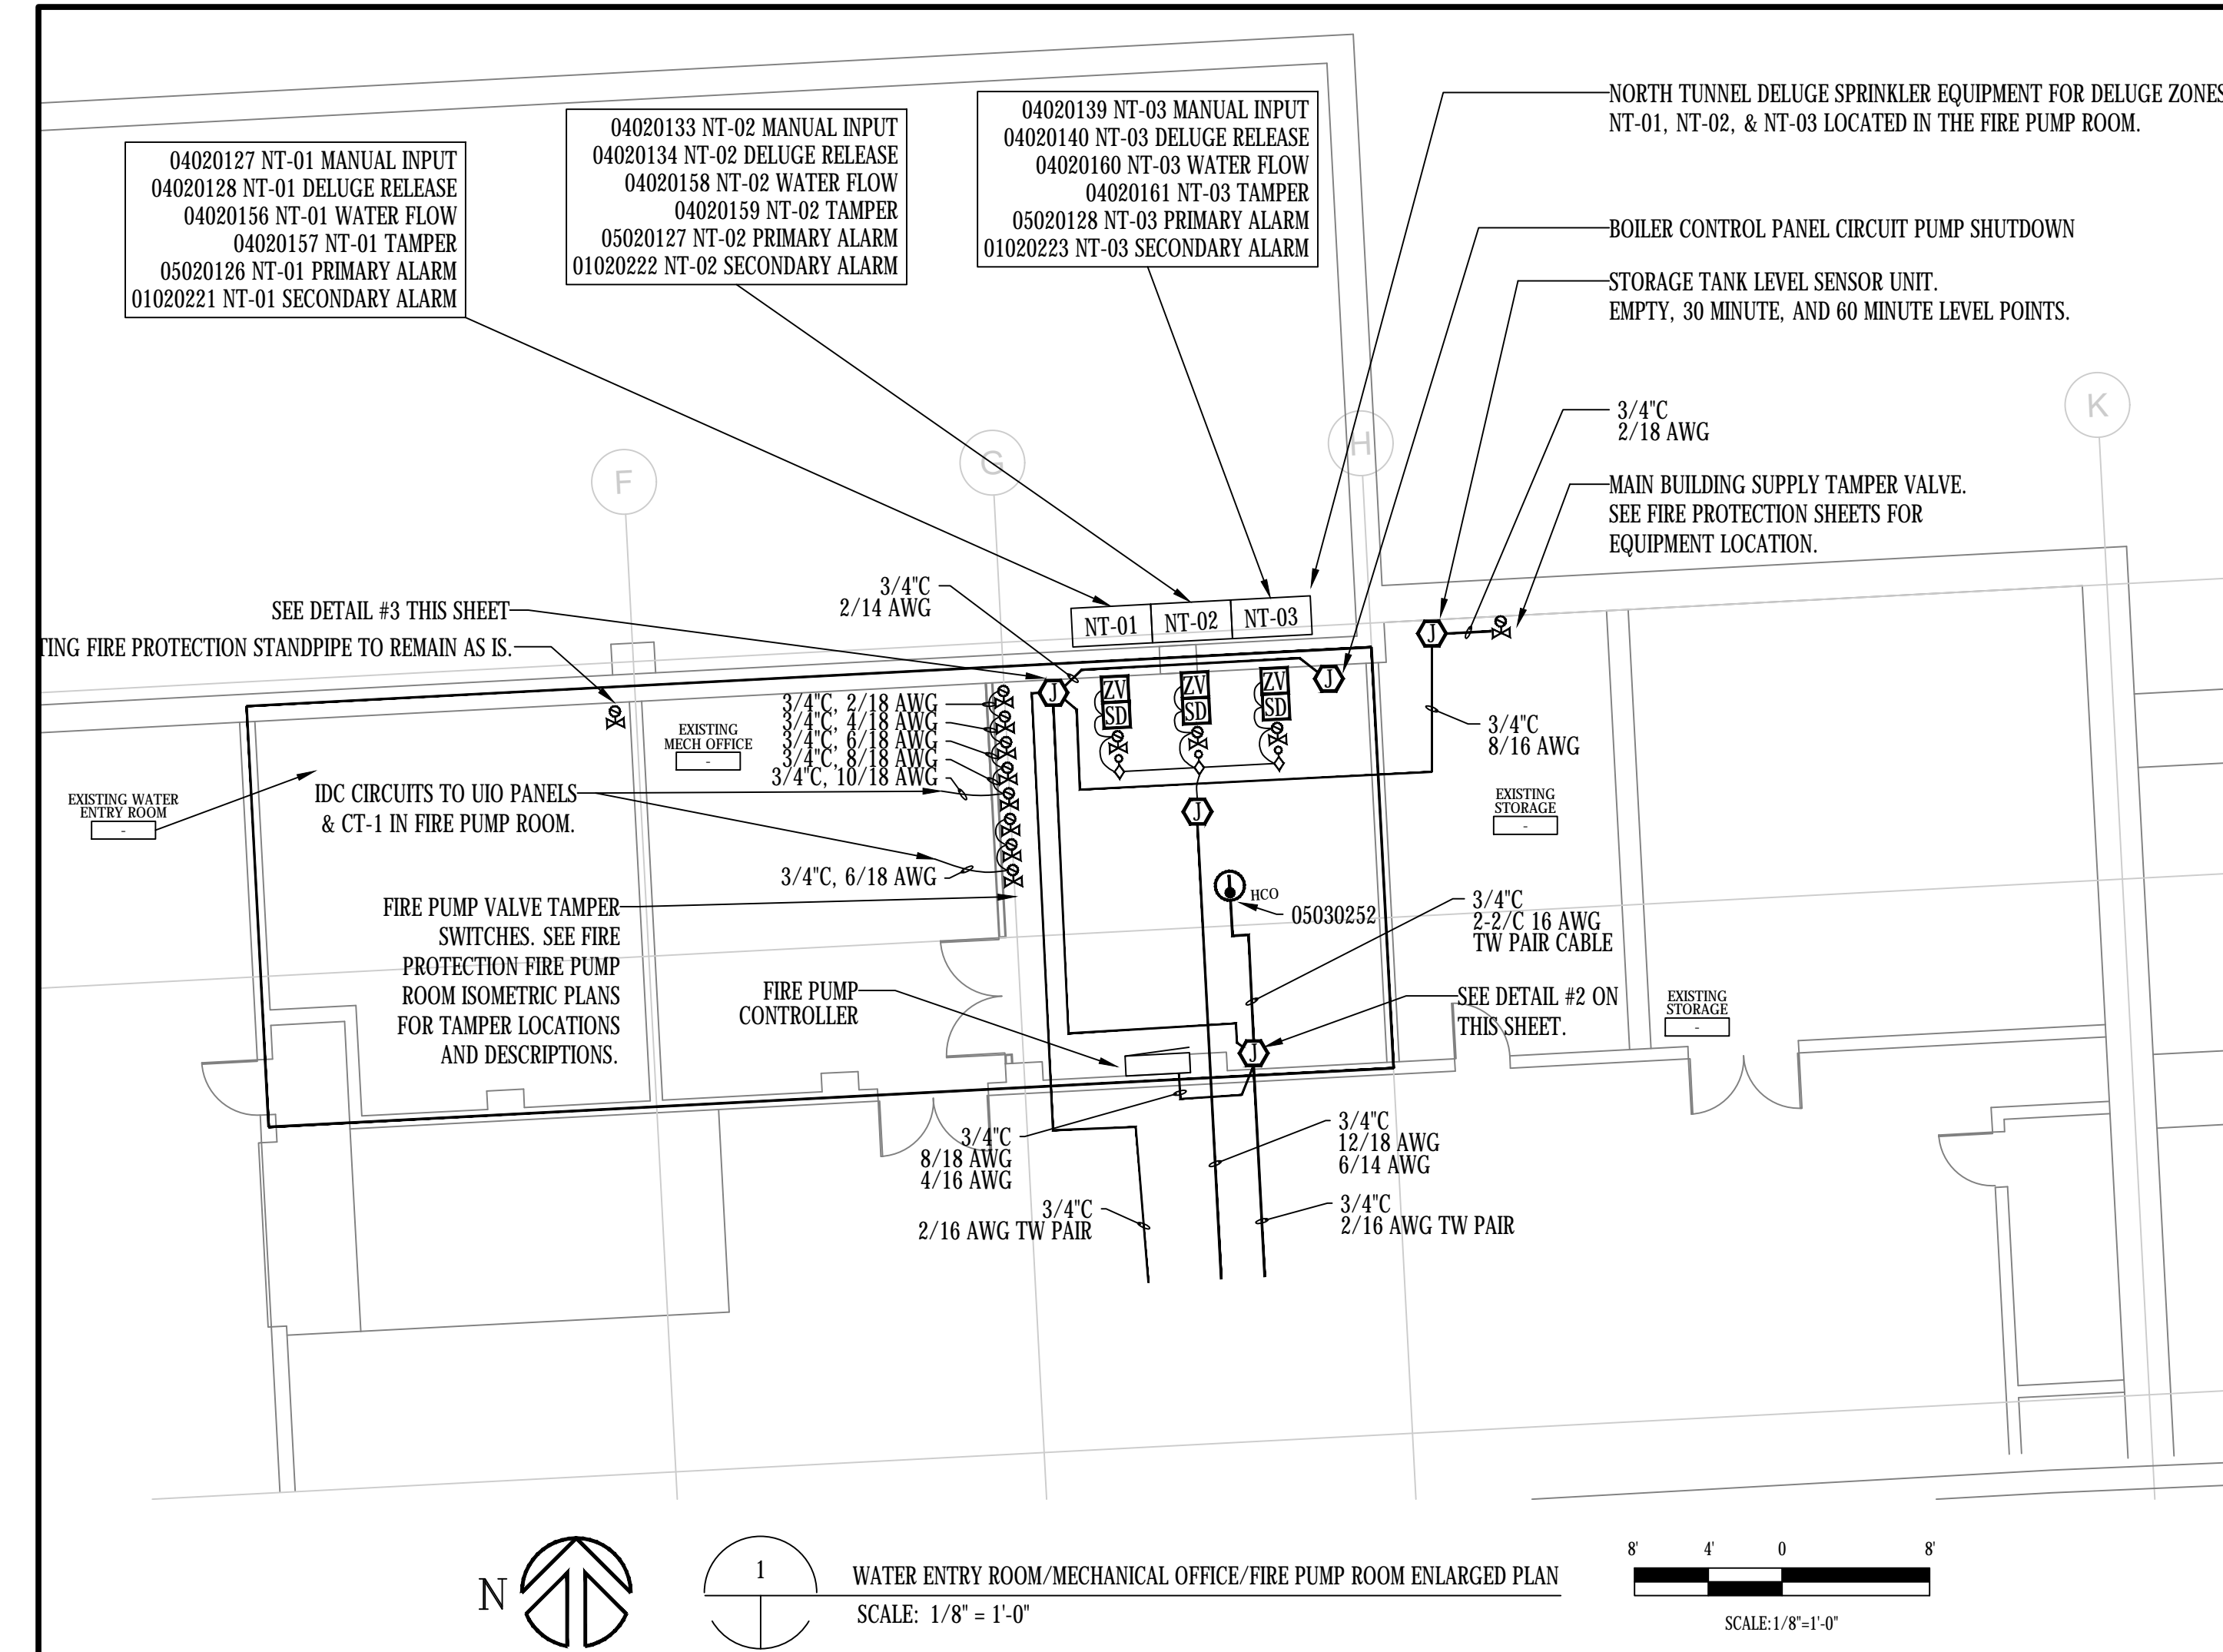 04020127 NT-01 MANUAL INPUT
04020128 NT-01 DELUGE RELEASE
04020156 NT-01 WATER FLOW
04020157 NT-01 TAMPER
05020126 NT-01 PRIMARY ALARM
01020221 NT-01 SECONDARY ALARM
04020133 NT-02 MANUAL INPUT
04020134 NT-02 DELUGE RELEASE
04020158 NT-02 WATER FLOW
04020159 NT-02 TAMPER
05020127 NT-02 PRIMARY ALARM
01020222 NT-02 SECONDARY ALARM
04020139 NT-03 MANUAL INPUT
04020140 NT-03 DELUGE RELEASE
04020160 NT-03 WATER FLOW
04020161 NT-03 TAMPER
05020128 NT-03 PRIMARY ALARM
01020223 NT-03 SECONDARY ALARM
NORTH TUNNEL DELUGE SPRINKLER EQUIPMENT FOR DELUGE ZONES
NT-01, NT-02, & NT-03 LOCATED IN THE FIRE PUMP ROOM.
BOILER CONTROL PANEL CIRCUIT PUMP SHUTDOWN
STORAGE TANK LEVEL SENSOR UNIT.
EMPTY, 30 MINUTE, AND 60 MINUTE LEVEL POINTS.
3/4"C
2/18 AWG
MAIN BUILDING SUPPLY TAMPER VALVE.
SEE FIRE PROTECTION SHEETS FOR
EQUIPMENT LOCATION.
F
G
H
K
SEE DETAIL #3 THIS SHEET
TING FIRE PROTECTION STANDPIPE TO REMAIN AS IS.
3/4"C
2/14 AWG
NT-01
NT-02
NT-03
J
J
J
ZV
SD
ZV
SD
ZV
SD
3/4"C, 2/18 AWG
3/4"C, 4/18 AWG
3/4"C, 6/18 AWG
3/4"C, 8/18 AWG
3/4"C, 10/18 AWG
EXISTING
MECH OFFICE
-
3/4"C
8/16 AWG
EXISTING WATER
ENTRY ROOM
-
IDC CIRCUITS TO UIO PANELS
& CT-1 IN FIRE PUMP ROOM.
J
EXISTING
STORAGE
-
3/4"C, 6/18 AWG
HCO
05030252
FIRE PUMP VALVE TAMPER
SWITCHES. SEE FIRE
PROTECTION FIRE PUMP
ROOM ISOMETRIC PLANS
FOR TAMPER LOCATIONS
AND DESCRIPTIONS.
3/4"C
2-2/C 16 AWG
TW PAIR CABLE
FIRE PUMP
CONTROLLER
SEE DETAIL #2 ON
THIS SHEET.
EXISTING
STORAGE
-
J
3/4"C
8/18 AWG
4/16 AWG
3/4"C
12/18 AWG
6/14 AWG
3/4"C
2/16 AWG TW PAIR
3/4"C
2/16 AWG TW PAIR
N
1
WATER ENTRY ROOM/MECHANICAL OFFICE/FIRE PUMP ROOM ENLARGED PLAN
SCALE: 1/8" = 1'-0"
8' 4' 0 8'
SCALE:1/8"=1'-0"